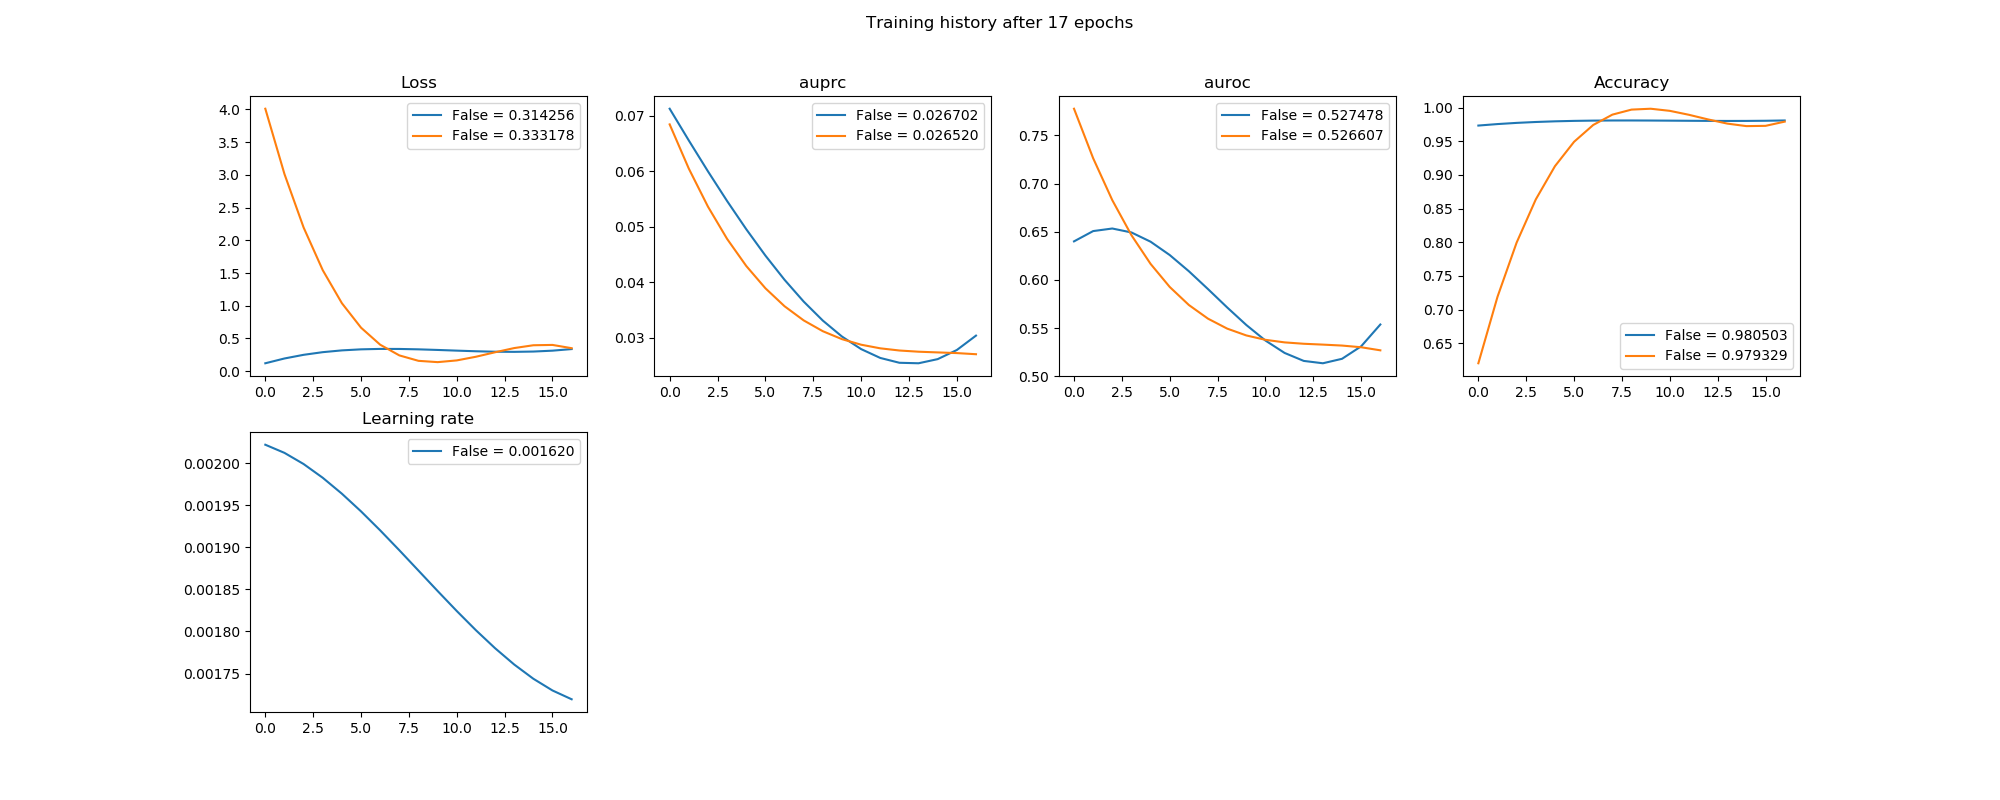 Training history after 17 epochs
Loss
4.0
3.5
3.0
2.5
2.0
1.5
1.0
0.5
0.0
False = 0.314256
False = 0.333178
0.0 2.5 5.0 7.5 10.0 12.5 15.0
auprc
0.07
0.06
0.05
0.04
0.03
False = 0.026702
False = 0.026520
0.0 2.5 5.0 7.5 10.0 12.5 15.0
auroc
0.75
0.70
0.65
0.60
0.55
0.50
False = 0.527478
False = 0.526607
0.0 2.5 5.0 7.5 10.0 12.5 15.0
Accuracy
1.00
0.95
0.90
0.85
0.80
0.75
0.70
0.65
False = 0.980503
False = 0.979329
0.0 2.5 5.0 7.5 10.0 12.5 15.0
Learning rate
0.00200
0.00195
0.00190
0.00185
0.00180
0.00175
False = 0.001620
0.0 2.5 5.0 7.5 10.0 12.5 15.0